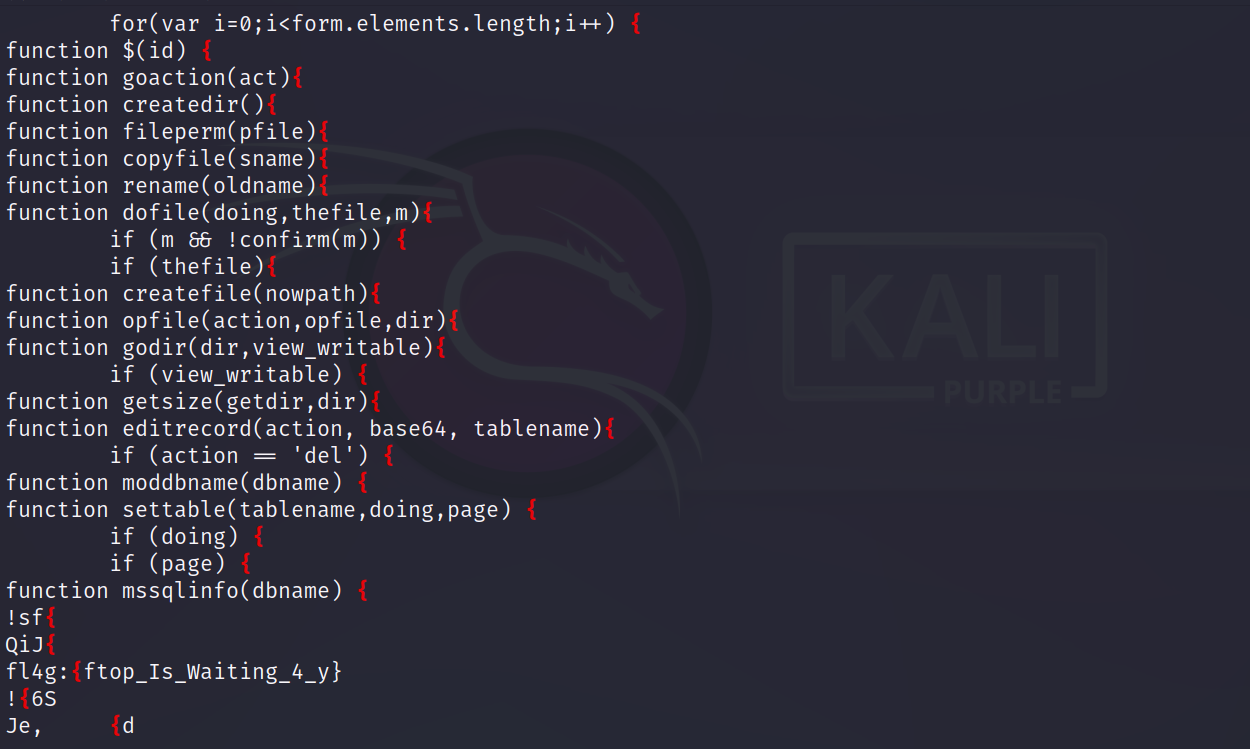 for(var i=0;i<form.elements.length;i++) {
function $(id) {
function goaction(act){
function createdir(){
function fileperm(pfile){
function copyfile(sname){
function rename(oldname){
function dofile(doing,thefile,m){
        if (m && !confirm(m)) {
        if (thefile){
function createfile(nowpath){
function opfile(action,opfile,dir){
function godir(dir,view_writable){
        if (view_writable) {
function getsize(getdir,dir){
function editrecord(action, base64, tablename){
        if (action == 'del') {
function moddbname(dbname) {
function settable(tablename,doing,page) {
        if (doing) {
        if (page) {
function mssqlinfo(dbname) {
!sf{
QiJ{
fl4g:{ftop_Is_Waiting_4_y}
!{6S
Je,     {d
KALI
PURPLE